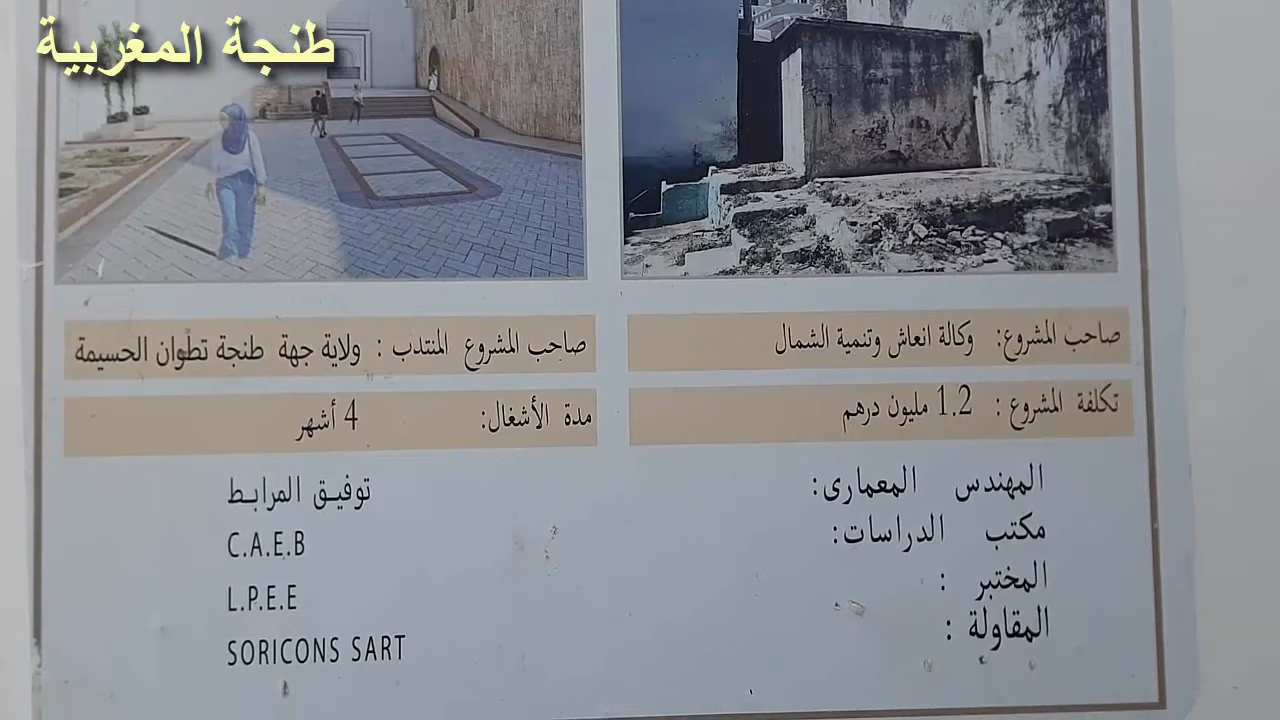 طنجة المغربية
صاحب المشروع: وكالة انعاش وتنمية الشمال
صاحب المشروع المنتدب : ولاية جهة طنجة تطوان الحسيمة
تكلفة المشروع : 1.2 مليون درهم
مدة الأشغال: 4 أشهر
المهندس المعمارى: توفيق المرابط
مكتب الدراسات: C.A.E.B
المختبر : L.P.E.E
المقاولة : SORICONS SART